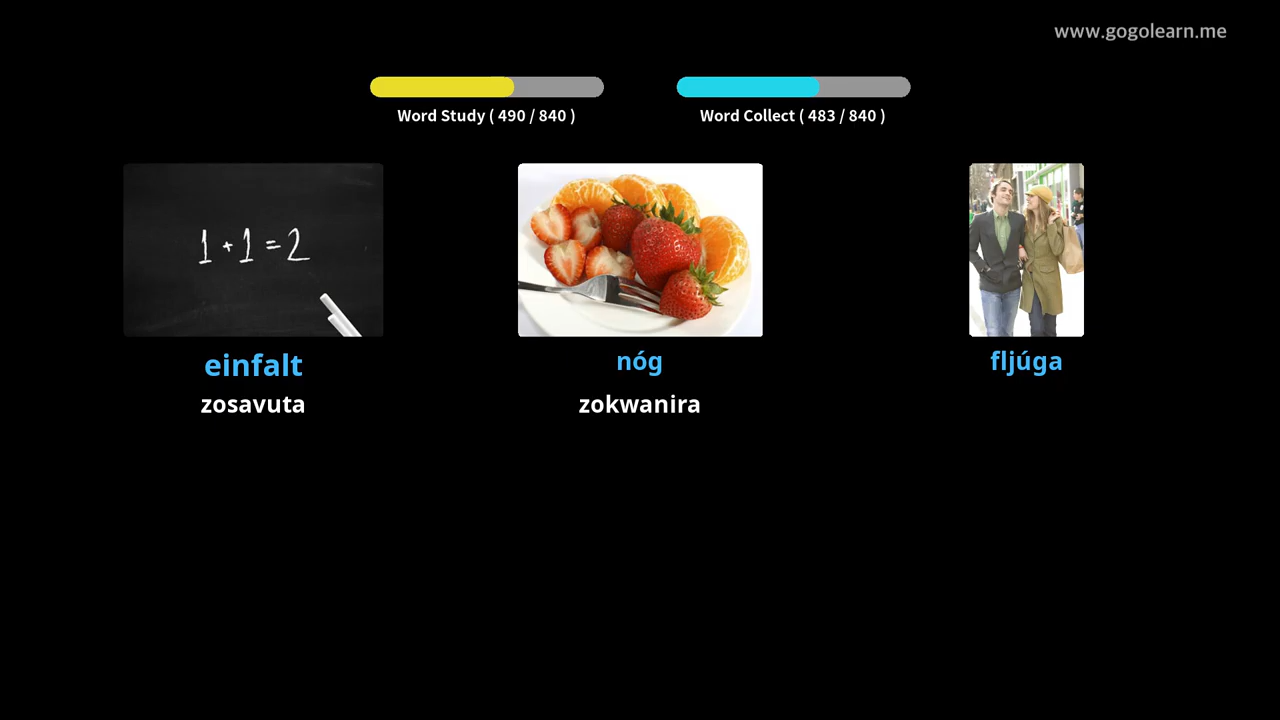 www.gogolearn.me
Word Study ( 490 / 840 )
Word Collect ( 483 / 840 )
1 + 1 = 2
einfalt
nóg
fljúga
zosavuta
zokwanira